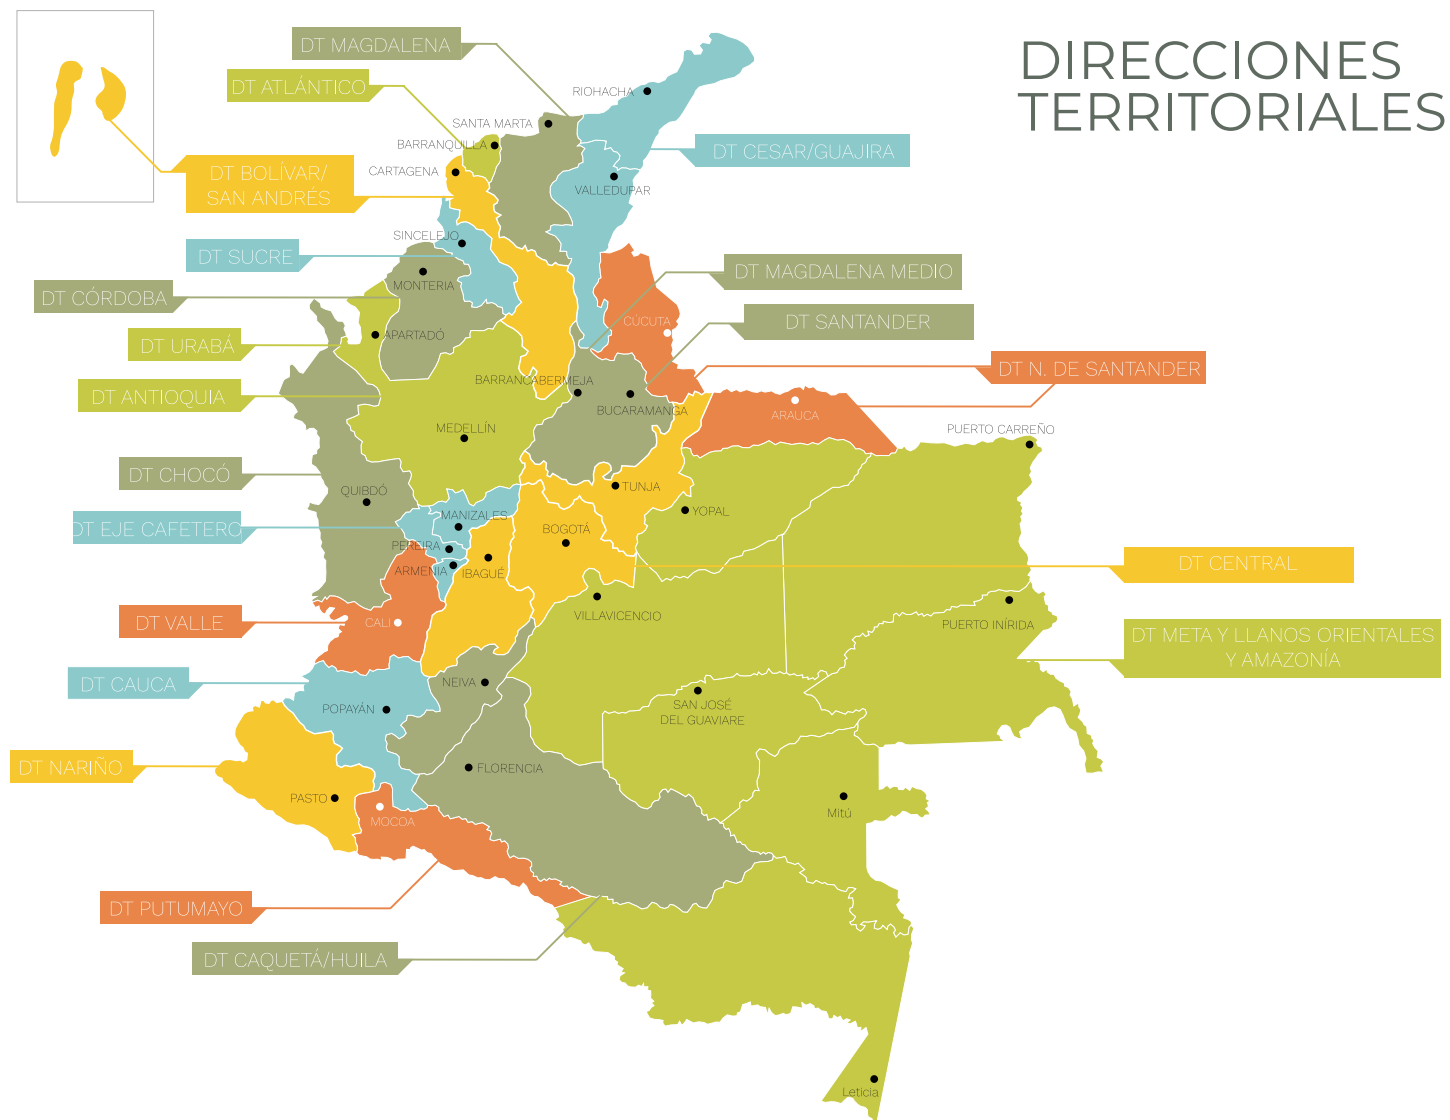 DIRECCIONES
TERRITORIALES
DT MAGDALENA
DT ATLÁNTICO
DT BOLÍVAR/
SAN ANDRÉS
DT SUCRE
DT CÓRDOBA
DT URABÁ
DT ANTIOQUIA
DT CHOCÓ
DT EJE CAFETERO
DT VALLE
DT CAUCA
DT NARIÑO
DT PUTUMAYO
DT CAQUETÁ/HUILA
DT CESAR/GUAJIRA
DT MAGDALENA MEDIO
DT SANTANDER
DT N. DE SANTANDER
DT CENTRAL
DT META Y LLANOS ORIENTALES
Y AMAZONÍA
RIOHACHA
SANTA MARTA
BARRANQUILLA
CARTAGENA
VALLEDUPAR
SINCELEJO
MONTERIA
APARTADÓ
CÚCUTA
BARRANCABERMEJA
BUCARAMANGA
ARAUCA
PUERTO CARREÑO
MEDELLÍN
QUIBDÓ
TUNJA
MANIZALES
YOPAL
BOGOTÁ
PEREIRA
ARMENIA
IBAGUÉ
VILLAVICENCIO
PUERTO INÍRIDA
CALI
NEIVA
SAN JOSÉ
DEL GUAVIARE
POPAYÁN
FLORENCIA
PASTO
MOCOA
Mitú
Leticia